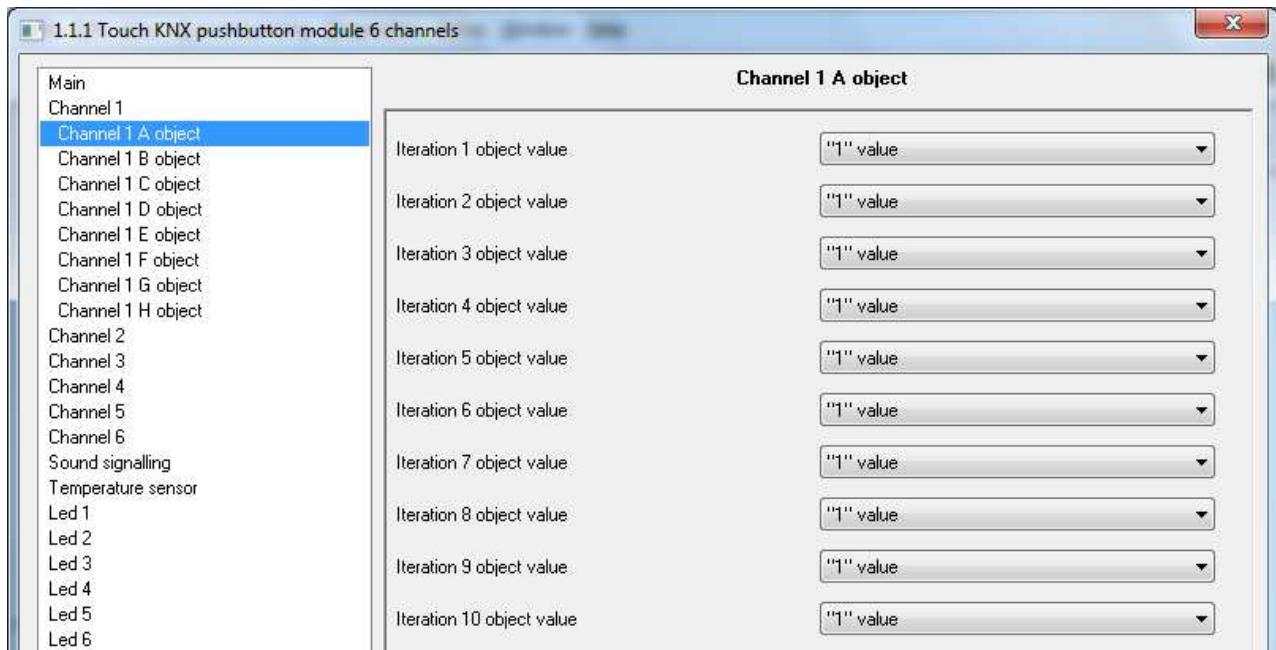 1.1.1 Touch KNX pushbutton module 6 channels
Main
Channel 1
Channel 1 A object
Channel 1 B object
Channel 1 C object
Channel 1 D object
Channel 1 E object
Channel 1 F object
Channel 1 G object
Channel 1 H object
Channel 2
Channel 3
Channel 4
Channel 5
Channel 6
Sound signalling
Temperature sensor
Led 1
Led 2
Led 3
Led 4
Led 5
Led 6
Channel 1 A object
Iteration 1 object value "1" value
Iteration 2 object value "1" value
Iteration 3 object value "1" value
Iteration 4 object value "1" value
Iteration 5 object value "1" value
Iteration 6 object value "1" value
Iteration 7 object value "1" value
Iteration 8 object value "1" value
Iteration 9 object value "1" value
Iteration 10 object value "1" value